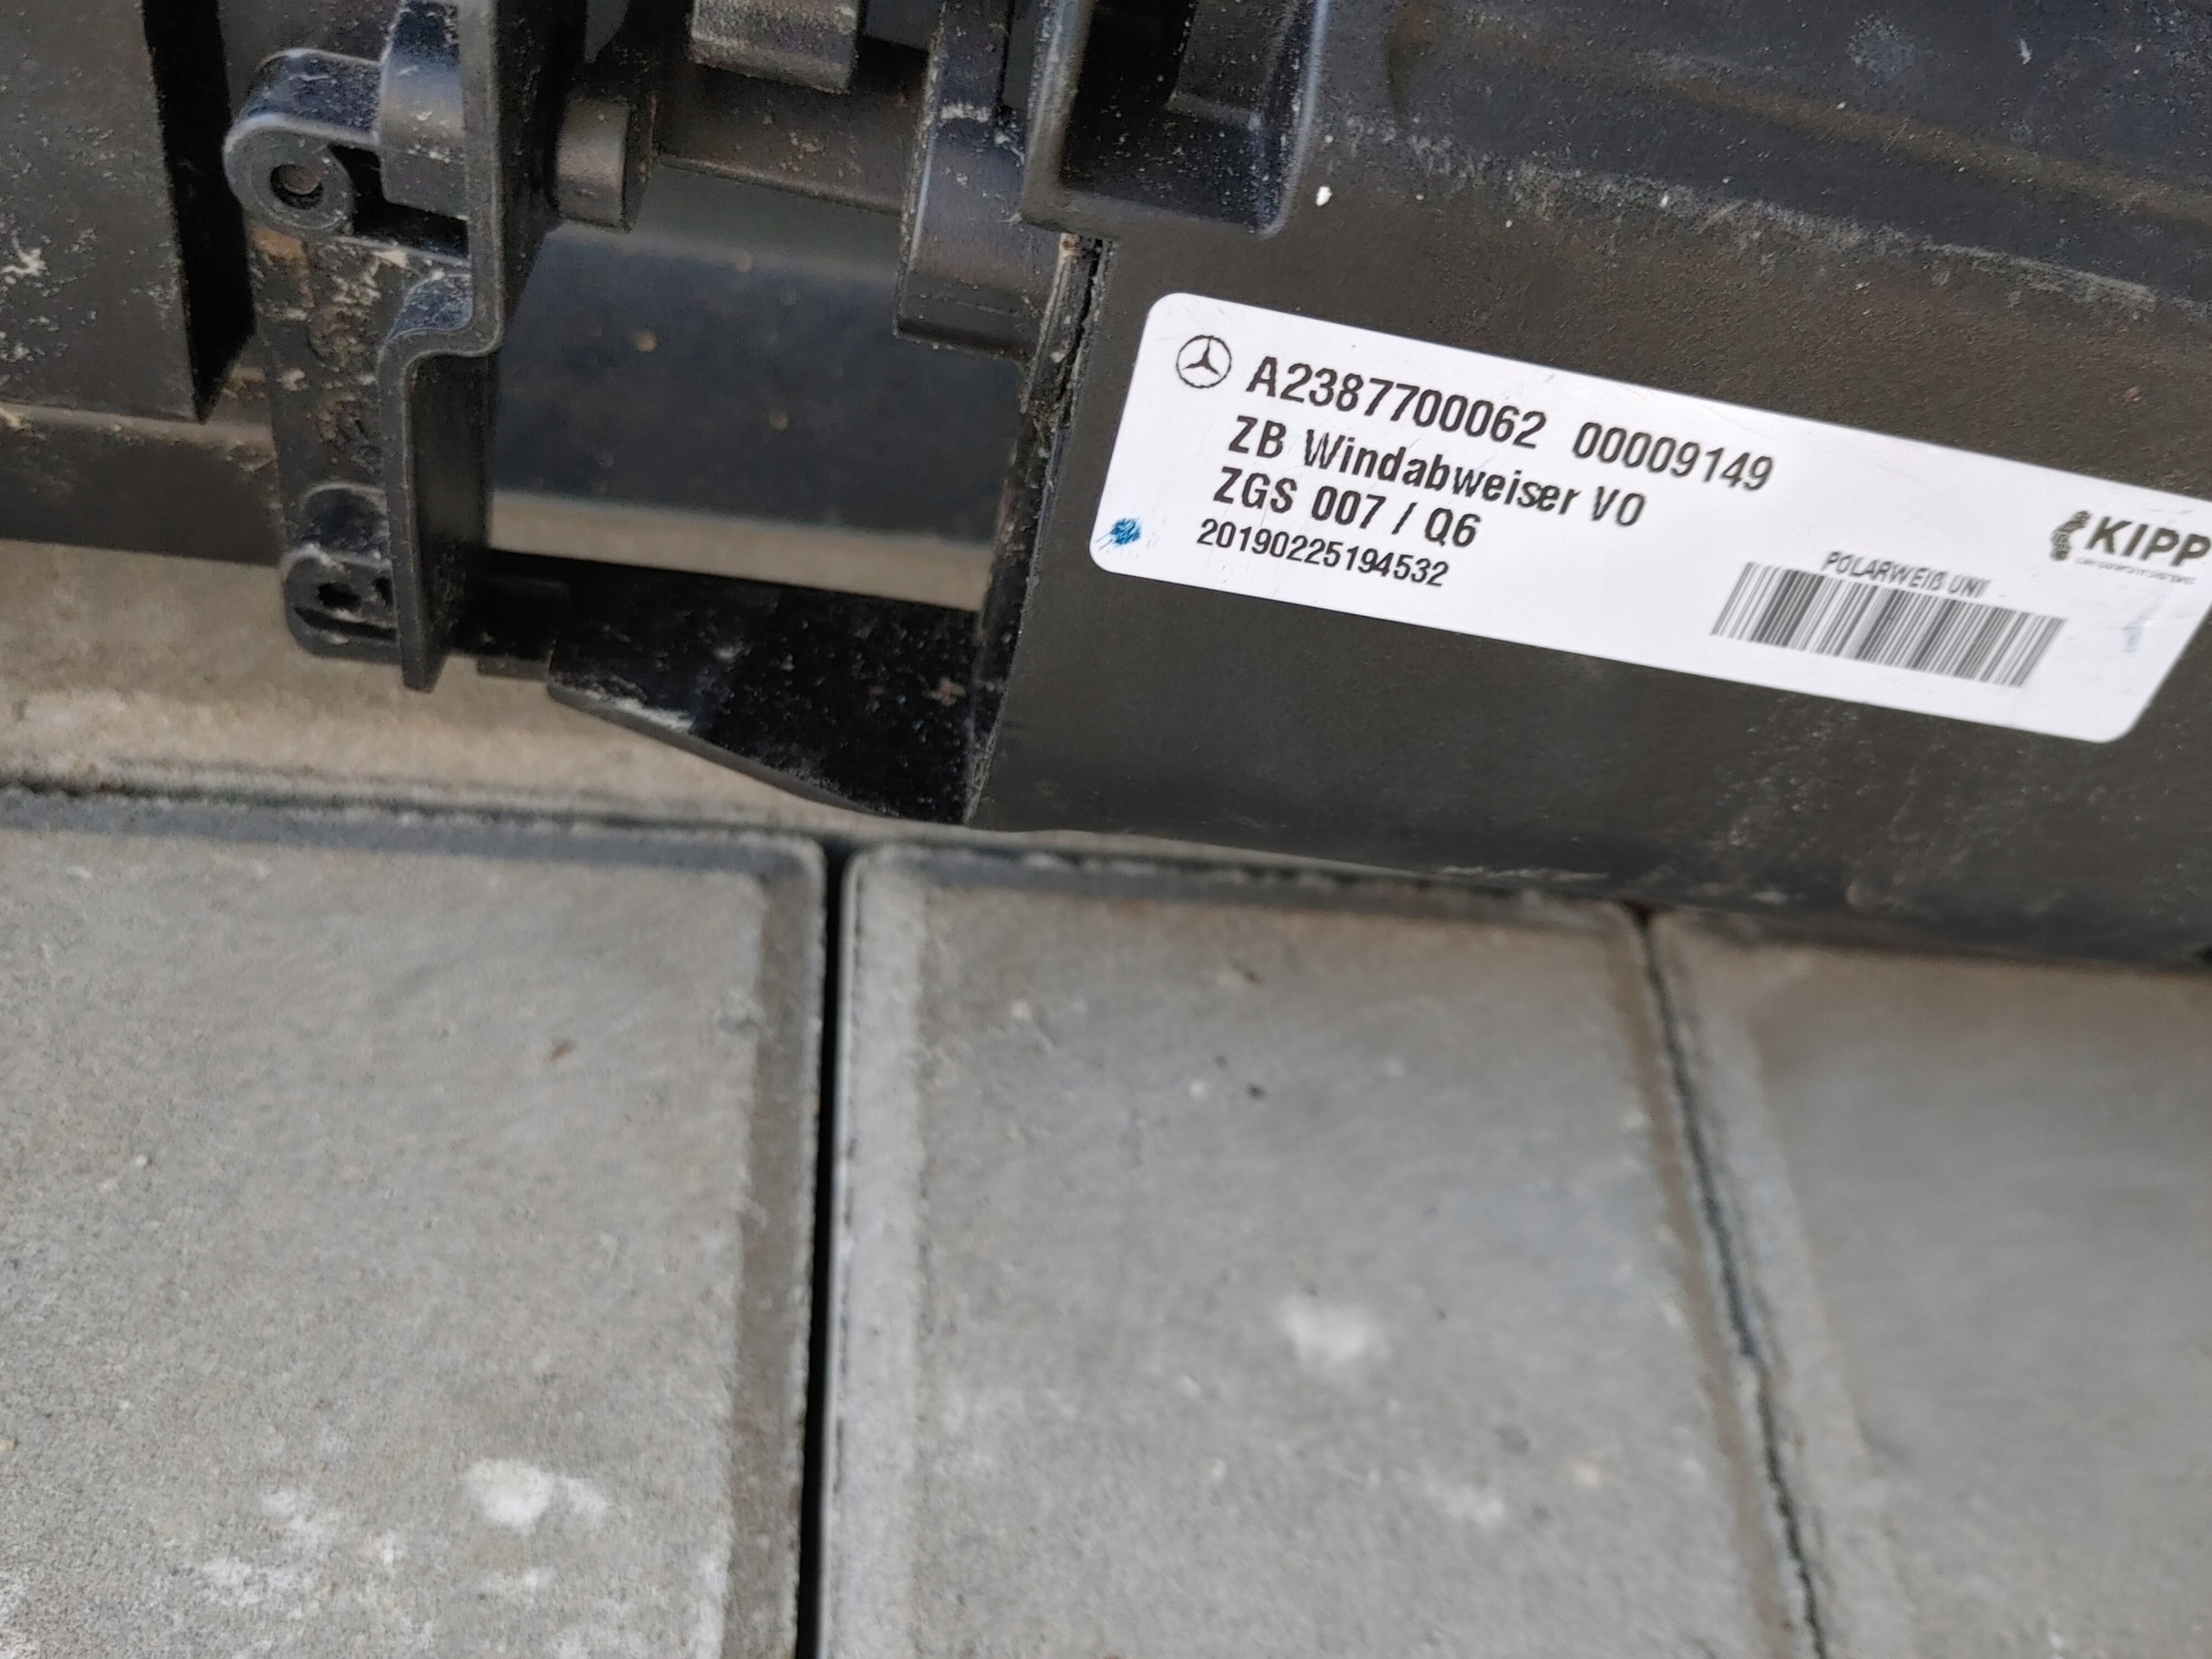 A2387700062 00009149
ZB Windabweiser VO
ZGS 007 / Q6
20190225194532
POLARWEIß UNI
KIPP